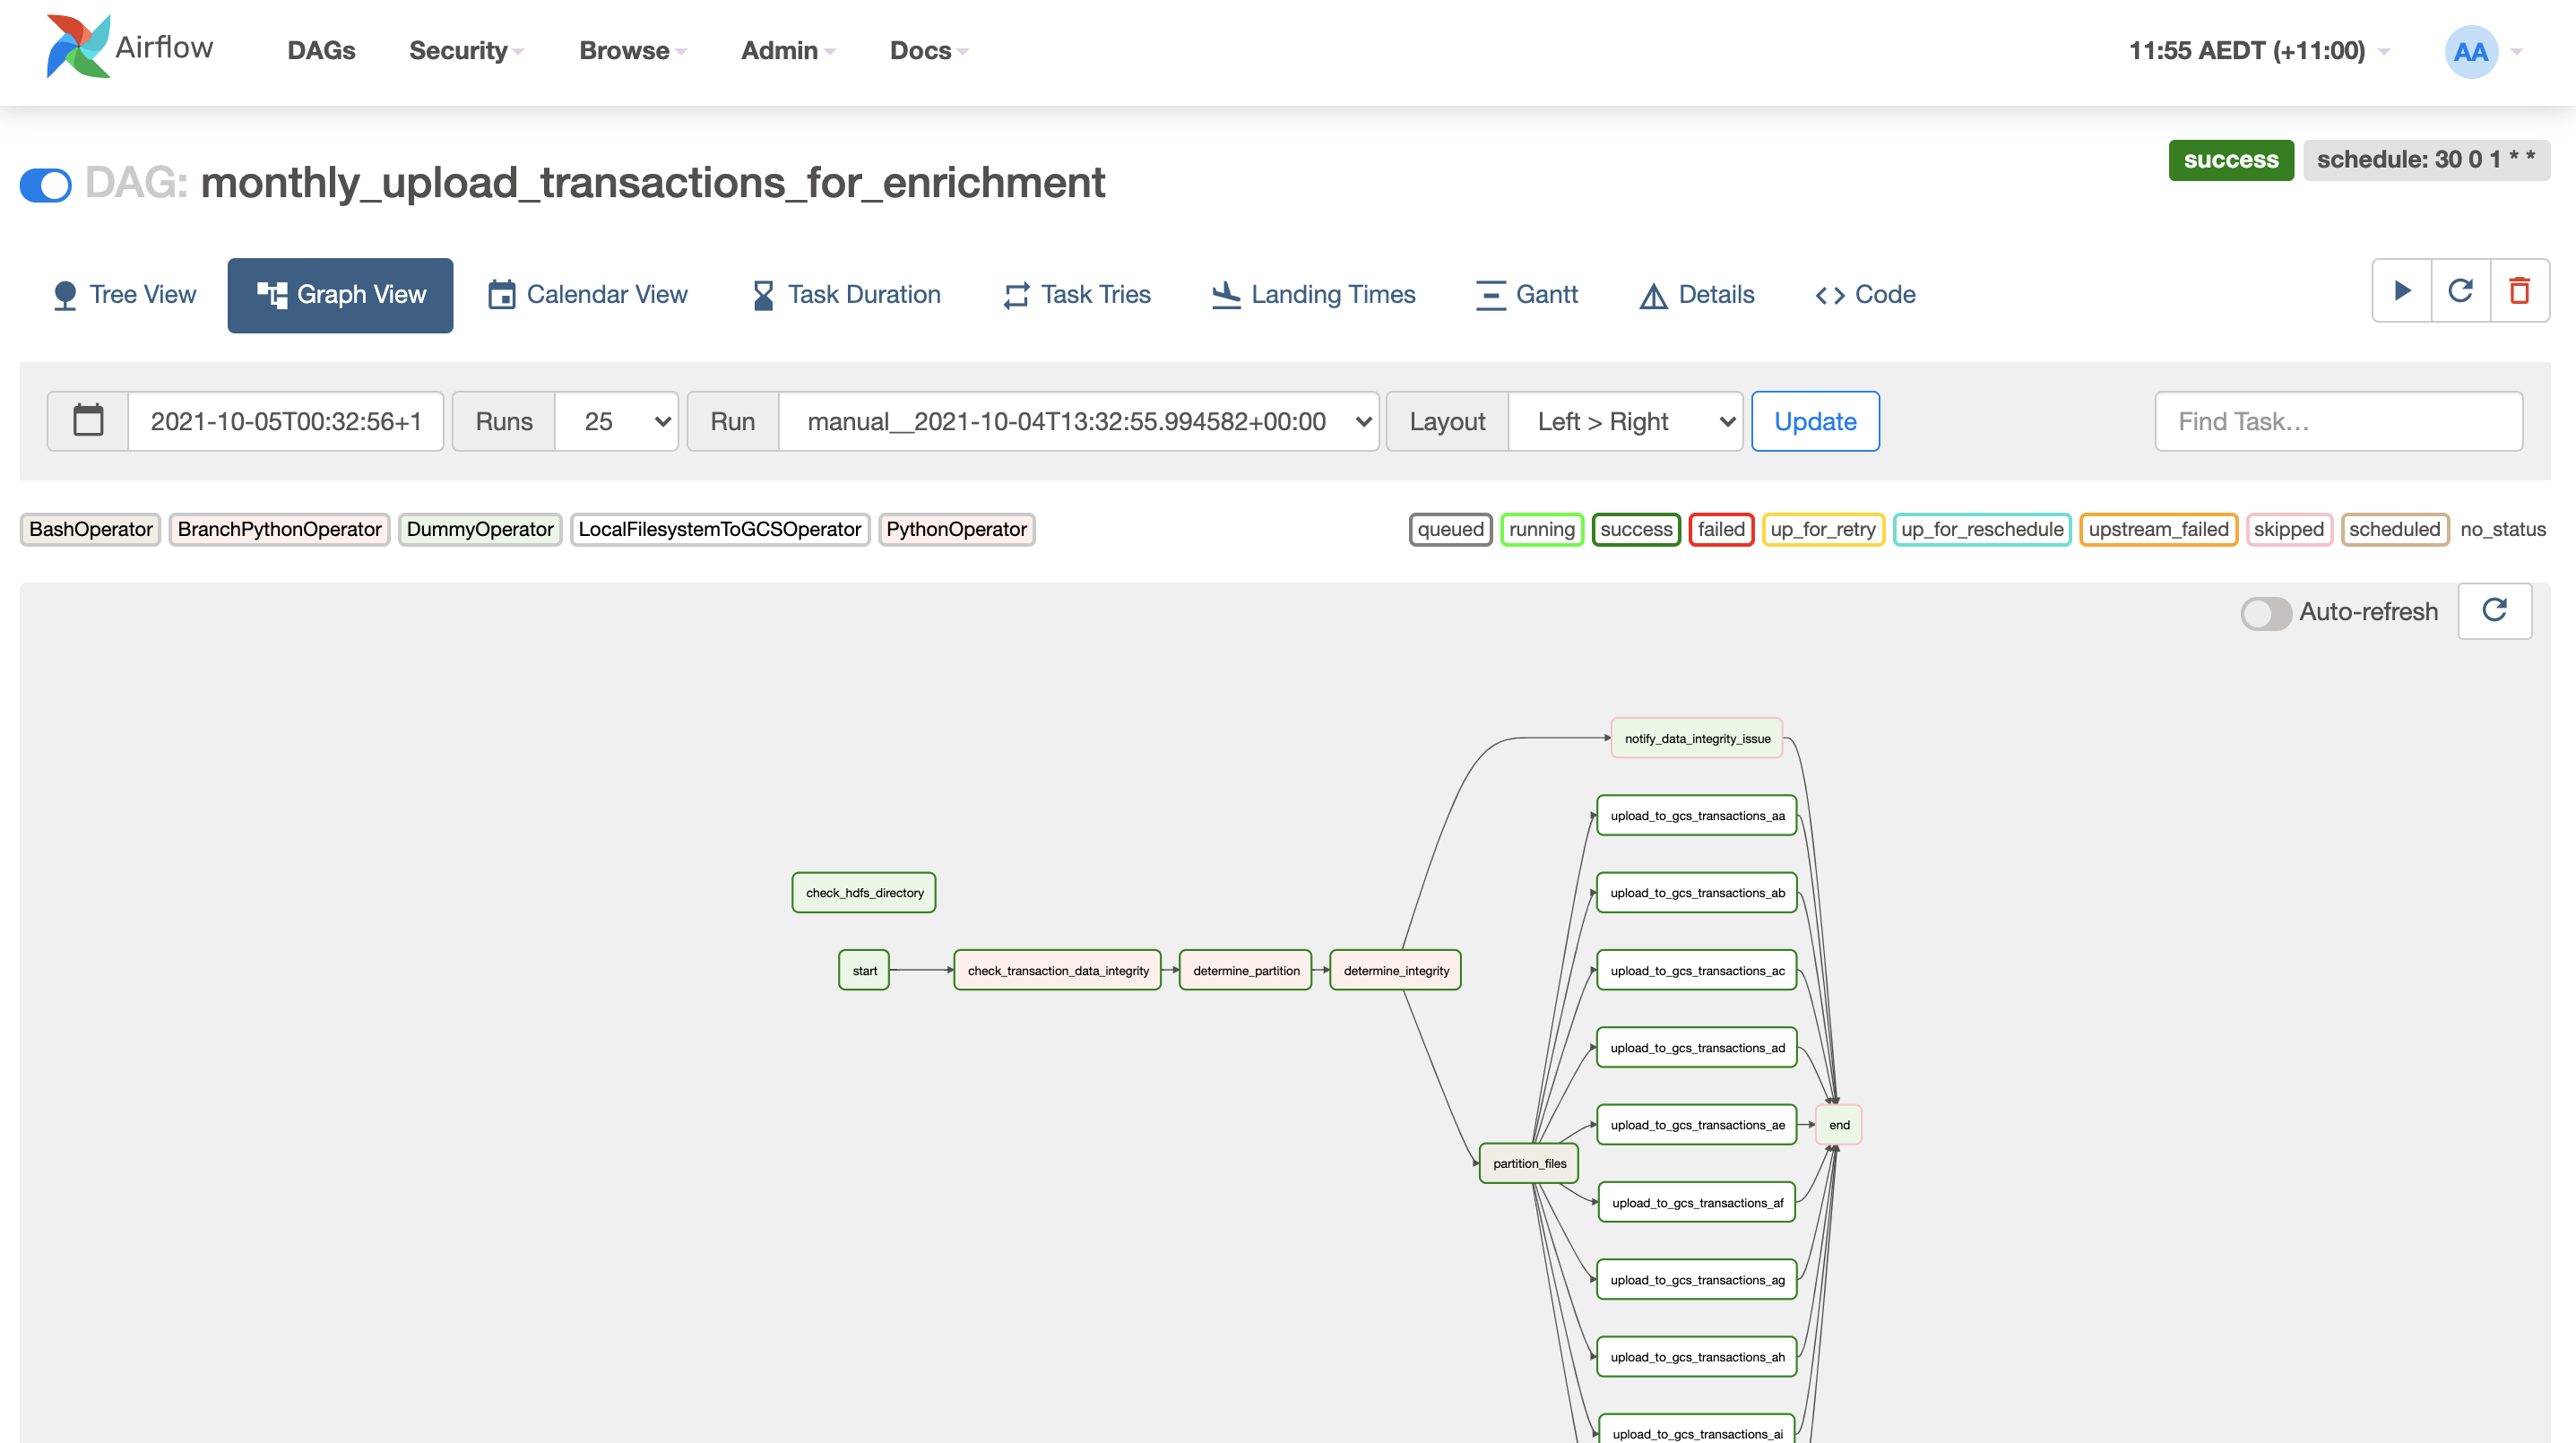 Airflow DAGs Security Browse Admin Docs 11:55 AEDT (+11:00) AA
success schedule: 30 0 1 * *
DAG: monthly_upload_transactions_for_enrichment
Tree View Graph View Calendar View Task Duration Task Tries Landing Times Gantt Details Code
2021-10-05T00:32:56+1 Runs 25 Run manual__2021-10-04T13:32:55.994582+00:00 Layout Left > Right Update Find Task…
BashOperator BranchPythonOperator DummyOperator LocalFilesystemToGCSOperator PythonOperator queued running success failed up_for_retry up_for_reschedule upstream_failed skipped scheduled no_status
Auto-refresh
notify_data_integrity_issue
upload_to_gcs_transactions_aa
check_hdfs_directory upload_to_gcs_transactions_ab
start check_transaction_data_integrity determine_partition determine_integrity upload_to_gcs_transactions_ac
upload_to_gcs_transactions_ad
upload_to_gcs_transactions_ae end
partition_files
upload_to_gcs_transactions_af
upload_to_gcs_transactions_ag
upload_to_gcs_transactions_ah
upload_to_gcs_transactions_ai